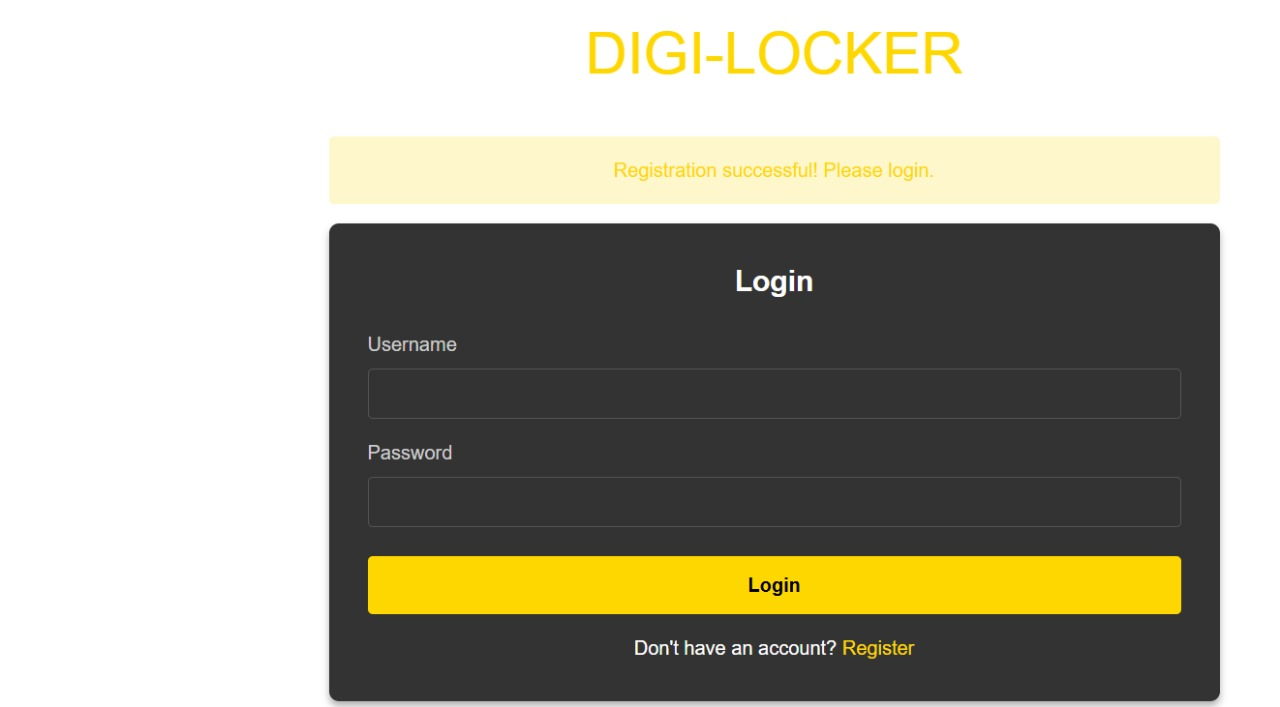 DIGI-LOCKER
Registration successful! Please login.
Login
Username
Password
Login
Don't have an account? Register